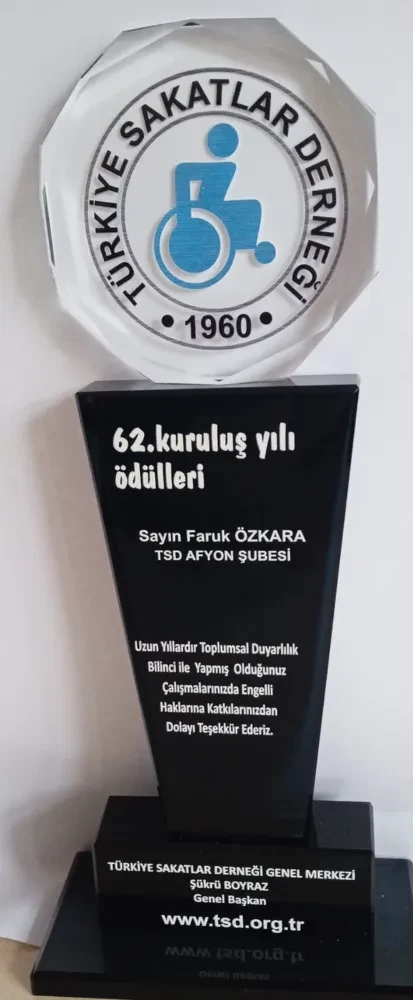 TÜRKİYE SAKATLAR DERNEĞİ
• 1960 •
62.kuruluş yılı
ödülleri
Sayın Faruk ÖZKARA
TSD AFYON ŞUBESİ
Uzun Yıllardır Toplumsal Duyarlılık
Bilinci ile Yapmış Olduğunuz
Çalışmalarınızda Engelli
Haklarına Katkılarınızdan
Dolayı Teşekkür Ederiz.
TÜRKİYE SAKATLAR DERNEĞİ GENEL MERKEZİ
Şükrü BOYRAZ
Genel Başkan
www.tsd.org.tr